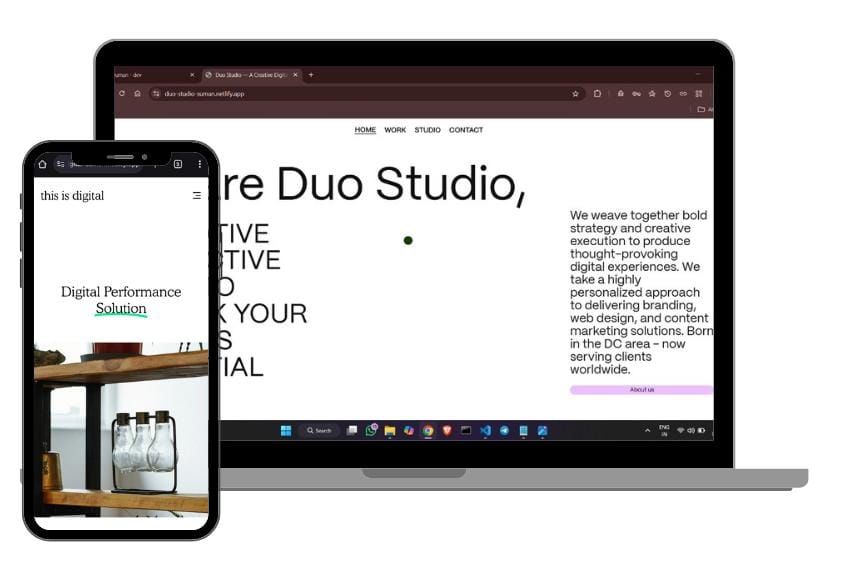 uman - dev
Duo Studio — A Creative Digit
duo-studio-suman.netlify.app
HOME WORK STUDIO CONTACT
re Duo Studio,
TIVE
CTIVE
O
K YOUR
S
TIAL
We weave together bold
strategy and creative
execution to produce
thought-provoking
digital experiences. We
take a highly
personalized approach
to delivering branding,
web design, and content
marketing solutions. Born
in the DC area – now
serving clients
worldwide.
About us
Search
ENG
IN
this is digital
Digital Performance
Solution